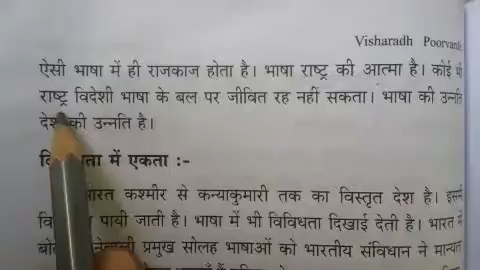 Visharadh Poorvardh
ऐसी भाषा में ही राजकाज होता है। भाषा राष्ट्र की आत्मा है। कोई भी
राष्ट्र विदेशी भाषा के बल पर जीवित रह नहीं सकता। भाषा की उन्नति
की उन्नति है।
में एकता :-
भारत कश्मीर से कन्याकुमारी तक का विस्तृत देश है।
पायी जाती है। भाषा में भी विविधता दिखाई देती है। भारत में
प्रमुख सोलह भाषाओं को भारतीय संविधान ने